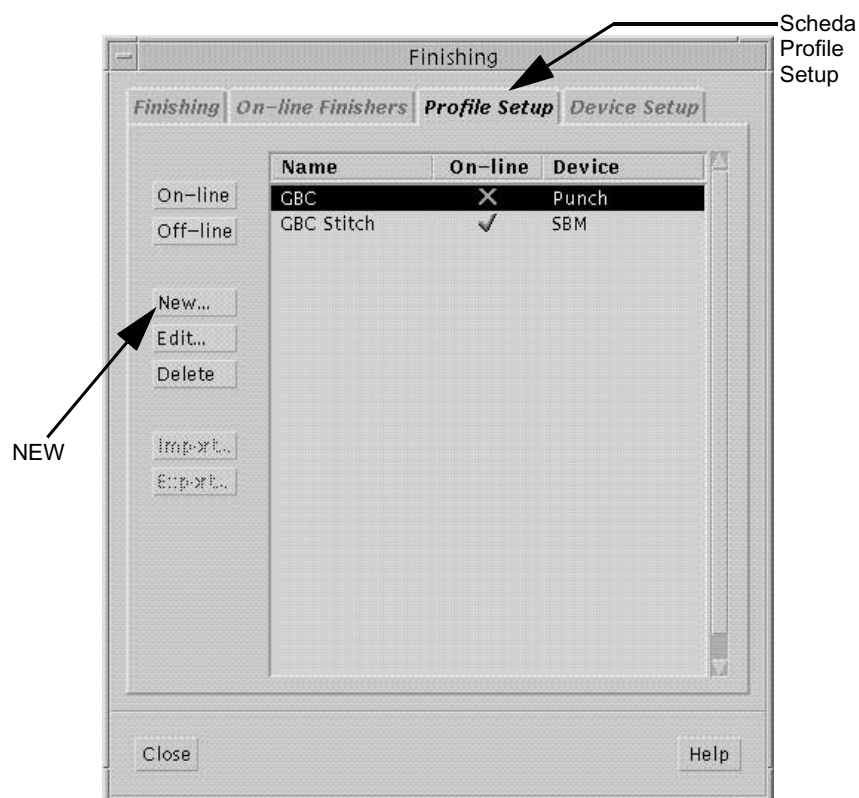 Scheda
Profile
Setup
Finishing
Finishing On-line Finishers Profile Setup Device Setup
Name On-line Device
On-line
GBC Punch
Off-line
GBC Stitch SBM
New...
Edit...
Delete
NEW
Import...
Export...
Close Help